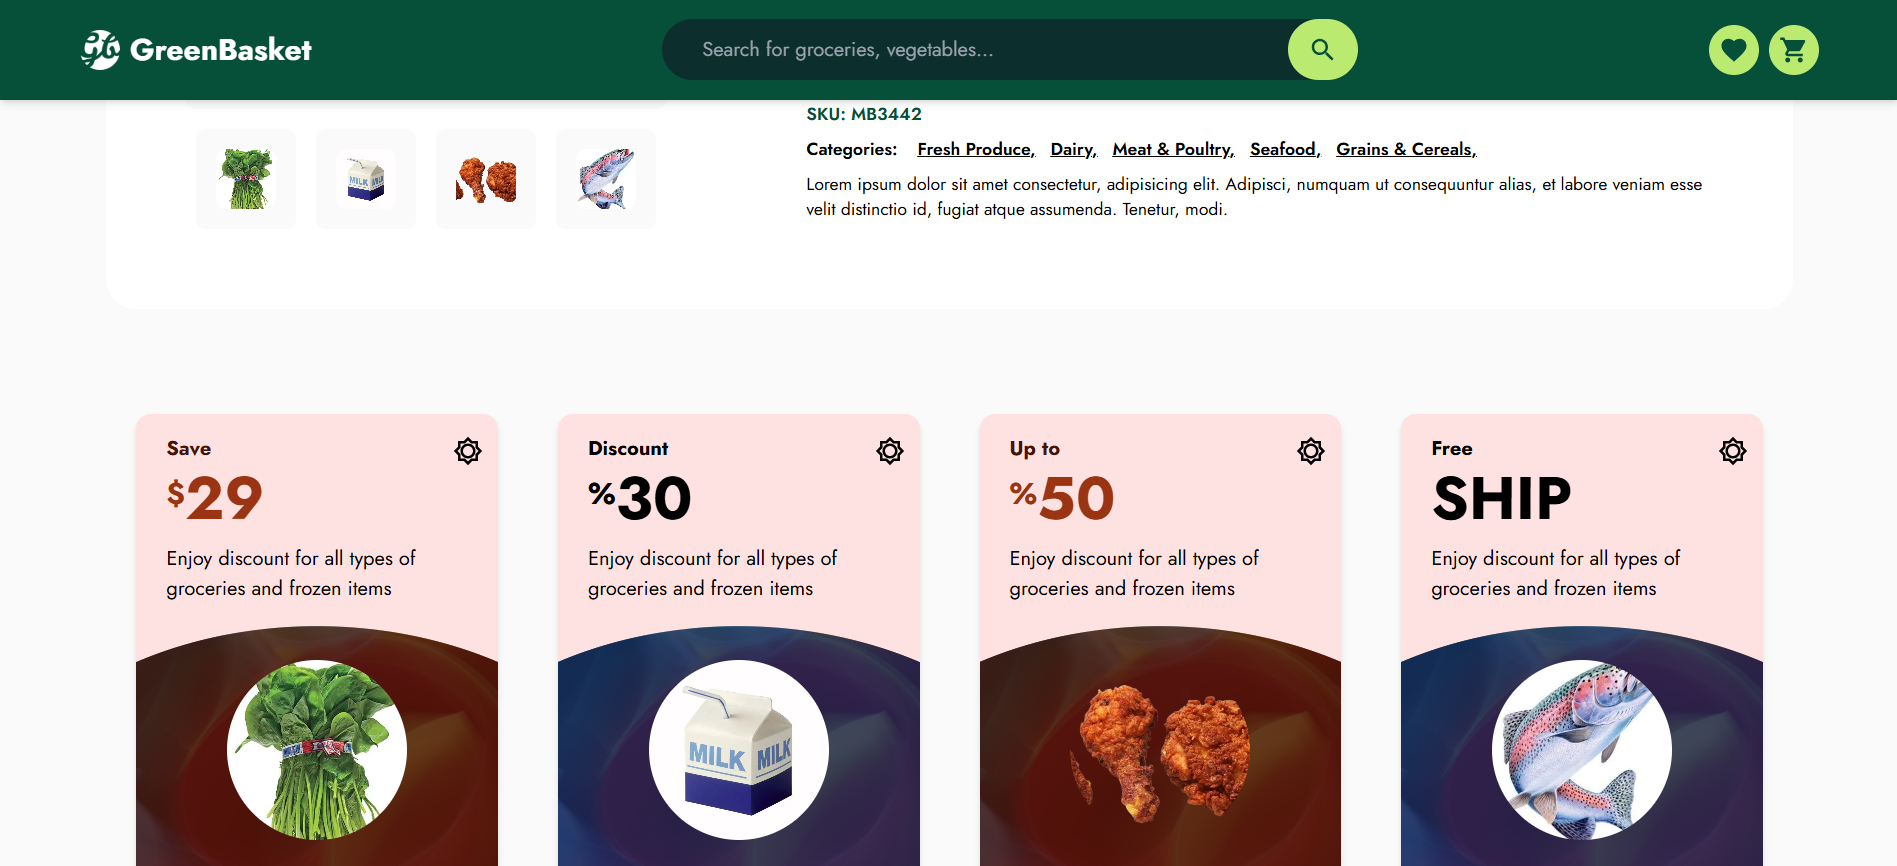 GreenBasket
Search for groceries, vegetables...
SKU: MB3442
Categories: Fresh Produce, Dairy, Meat & Poultry, Seafood, Grains & Cereals,
Lorem ipsum dolor sit amet consectetur, adipisicing elit. Adipisci, numquam ut consequuntur alias, et labore veniam esse
velit distinctio id, fugiat atque assumenda. Tenetur, modi.
MILK MILK
Save
$29
Enjoy discount for all types of
groceries and frozen items
Discount
%30
Enjoy discount for all types of
groceries and frozen items
MILK MILK
Up to
%50
Enjoy discount for all types of
groceries and frozen items
Free
SHIP
Enjoy discount for all types of
groceries and frozen items